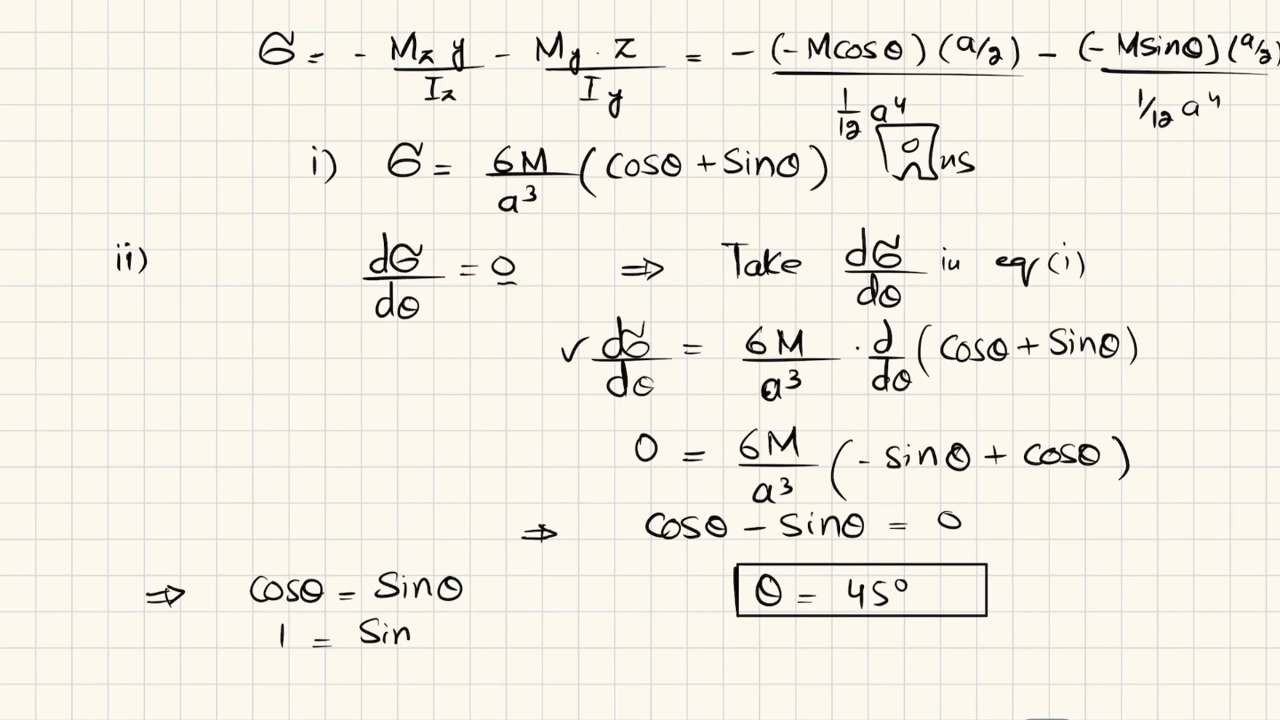 σ = - Mz y / Iz - My · z / Iy = - (-M cosθ) (a/2) / 1/12 a⁴ - (-M sinθ) (a/2) / 1/12 a⁴
i) σ = 6M / a³ (cosθ + Sinθ)
ii) dσ/dθ = 0 ⇒ Take dσ/dθ in eq (i)
✓ dσ/dθ = 6M / a³ · d/dθ (cosθ + Sinθ)
0 = 6M / a³ (- sinθ + cosθ)
⇒ cosθ - sinθ = 0
⇒ cosθ = Sinθ
θ = 45°
1 = Sin